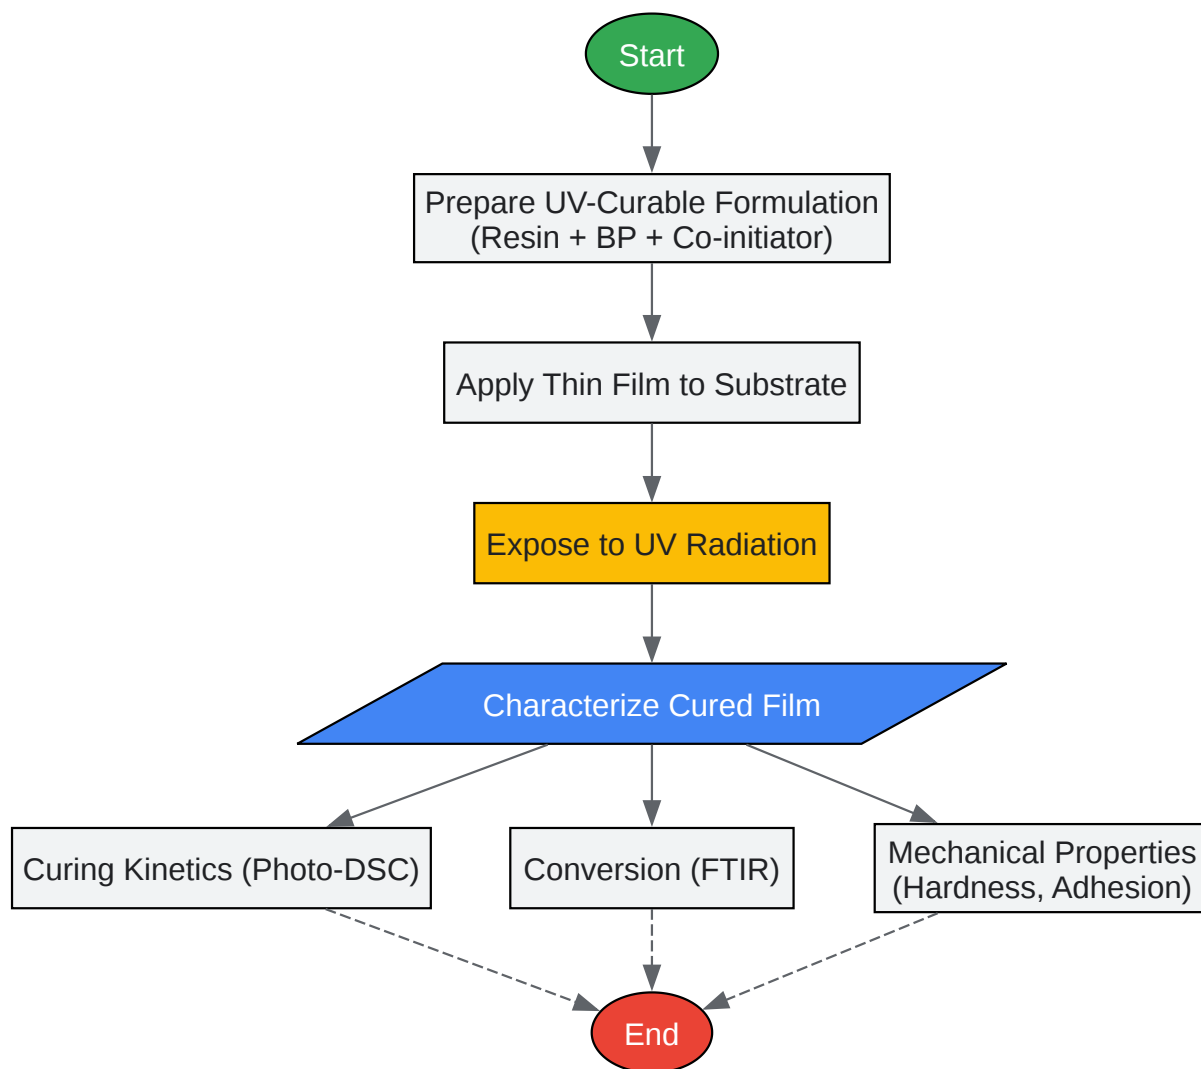 Start
Prepare UV-Curable Formulation
(Resin + BP + Co-initiator)
Apply Thin Film to Substrate
Expose to UV Radiation
Characterize Cured Film
Curing Kinetics (Photo-DSC)
Conversion (FTIR)
Mechanical Properties
(Hardness, Adhesion)
End